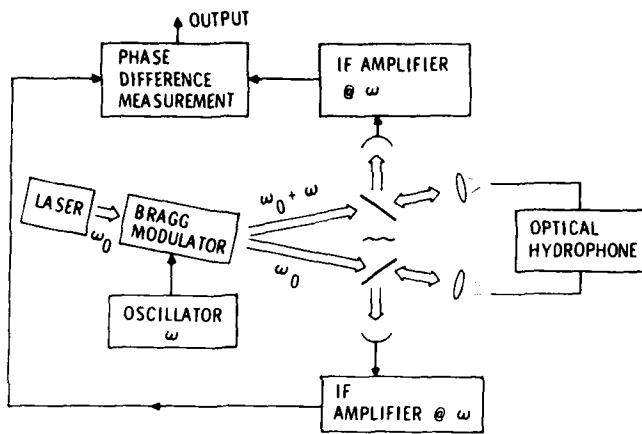 OUTPUT
PHASE
DIFFERENCE
MEASUREMENT
IF AMPLIFIER
@ ω
LASER
ω0
BRAGG
MODULATOR
ω0 + ω
ω0
OPTICAL
HYDROPHONE
OSCILLATOR
ω
IF
AMPLIFIER @ ω